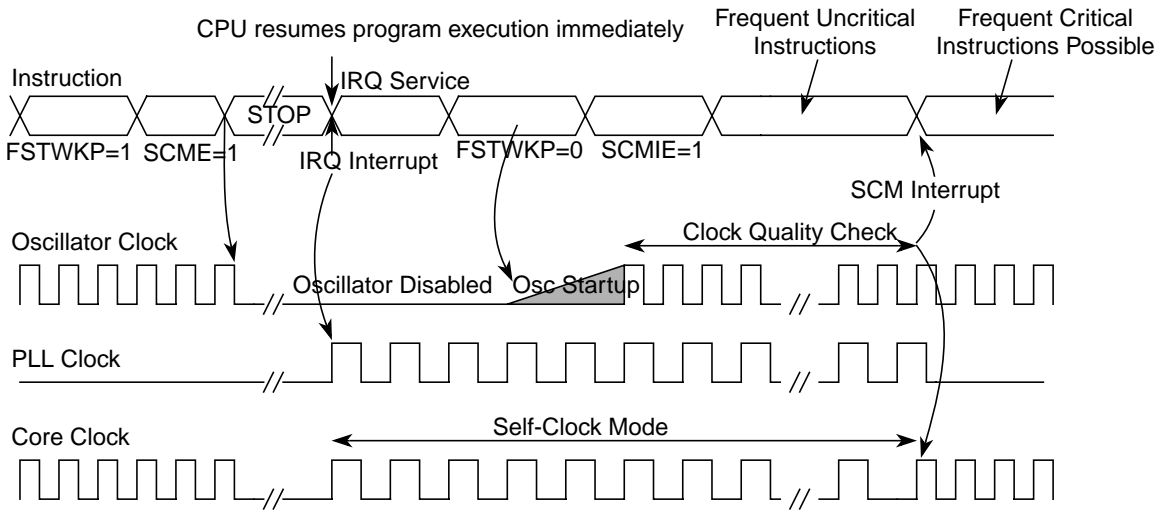 CPU resumes program execution immediately
Frequent Uncritical
Instructions
Frequent Critical
Instructions Possible
Instruction
STOP
IRQ Service
FSTWKP=1
SCME=1
IRQ Interrupt
FSTWKP=0
SCMIE=1
SCM Interrupt
Oscillator Clock
Clock Quality Check
Oscillator Disabled
Osc Startup
PLL Clock
Core Clock
Self-Clock Mode